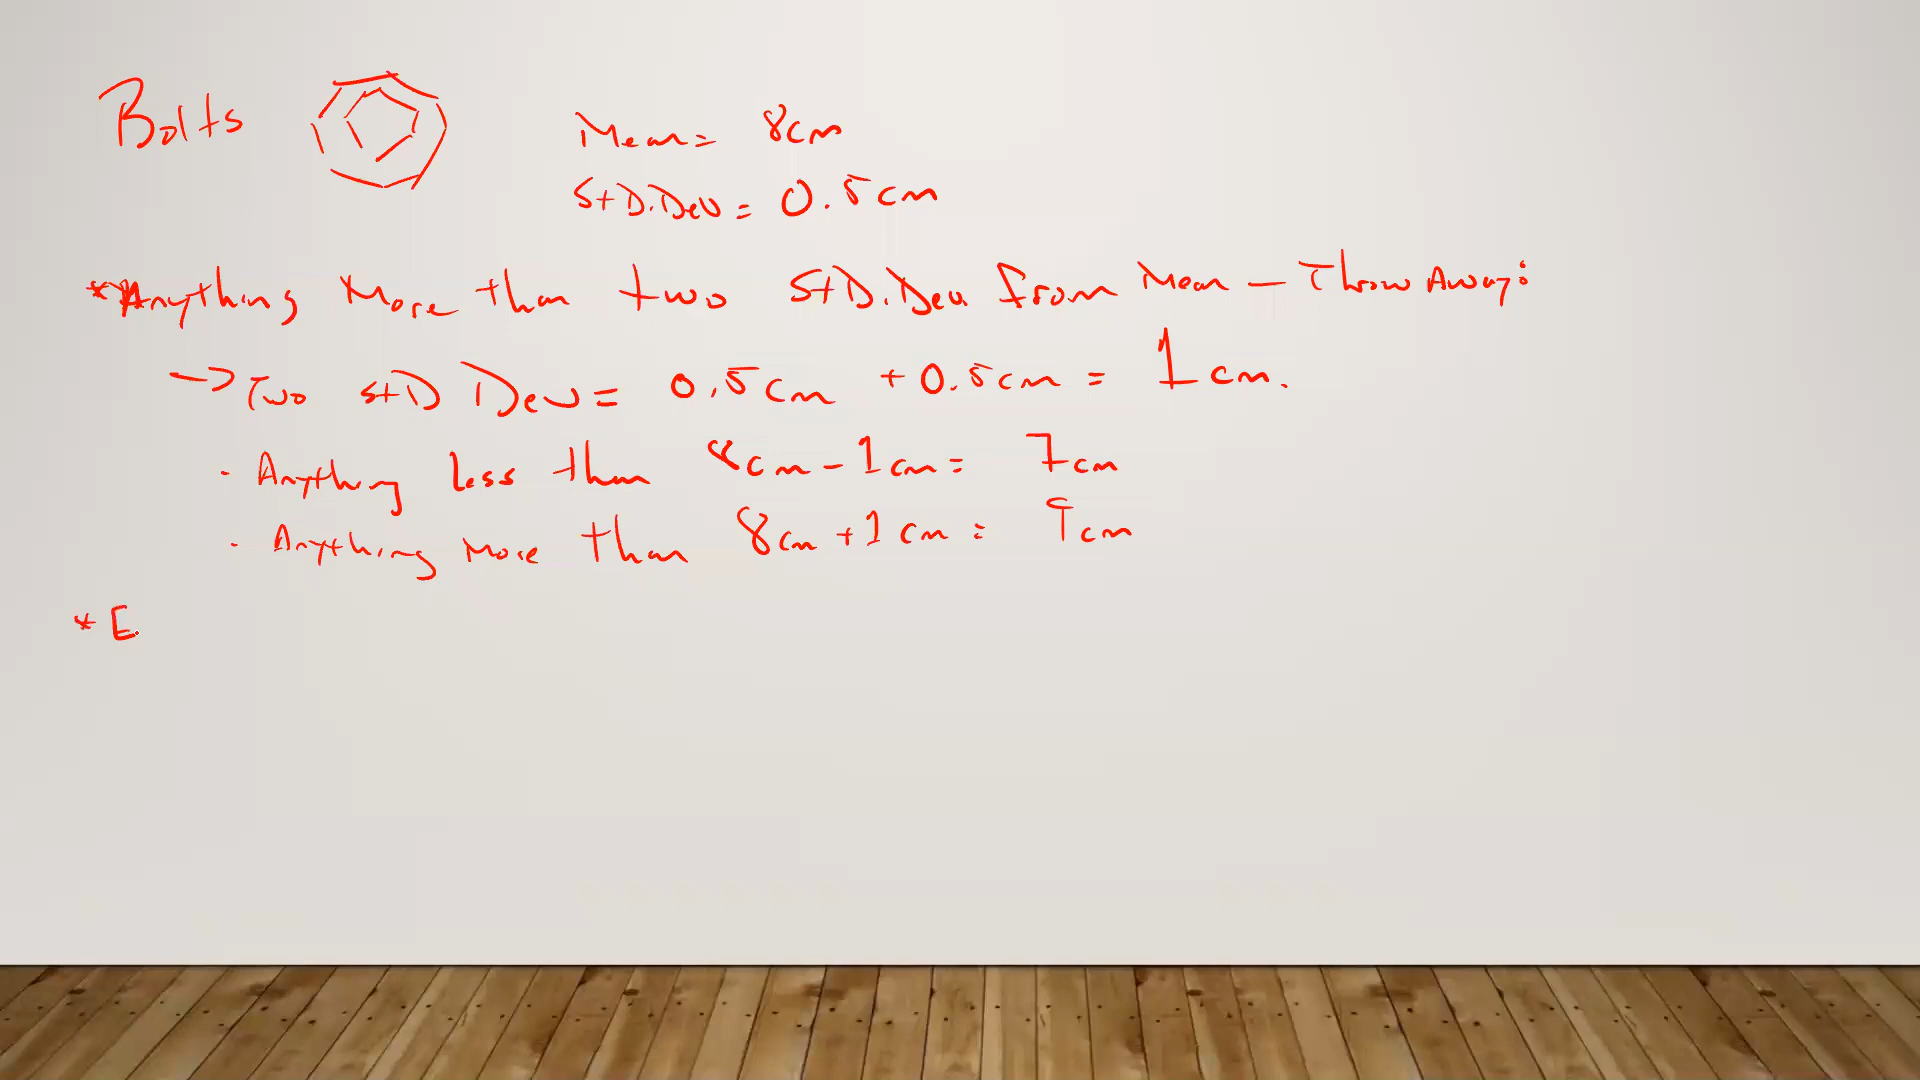 Bolts
Mean = 8cm
StD.Dev = 0.5cm
*Anything More than two StD.Dev. from Mean — Throw Away:
→ Two StD Dev = 0.5cm + 0.5cm = 1cm.
· Anything Less than 8cm - 1cm = 7cm
· Anything More than 8cm + 1cm = 9cm
* E.